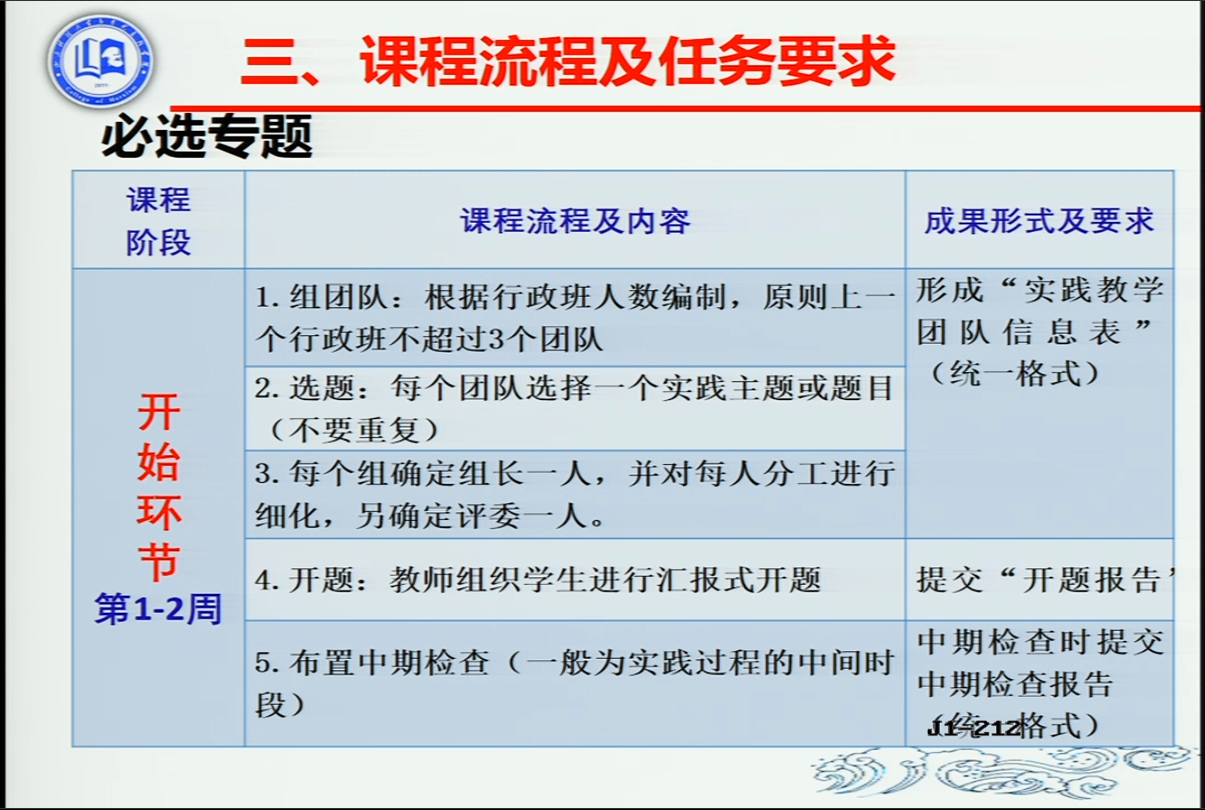 三、课程流程及任务要求
必选专题
课程
阶段
课程流程及内容
成果形式及要求
开
始
环
节
第1-2周
1.组团队：根据行政班人数编制，原则上一
个行政班不超过3个团队
2.选题：每个团队选择一个实践主题或题目
（不要重复）
3.每个组确定组长一人，并对每人分工进行
细化，另确定评委一人。
4.开题：教师组织学生进行汇报式开题
5.布置中期检查（一般为实践过程的中间时
段）
形成“实践教学
团队信息表”
（统一格式）
提交“开题报告’
中期检查时提交
中期检查报告
（统一格式）
J1-212